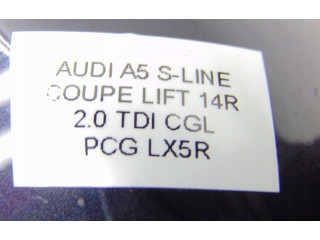 AUDI A5 S-LINE
COUPE LIFT 14R
2.0 TDI CGL
PCG LX5R